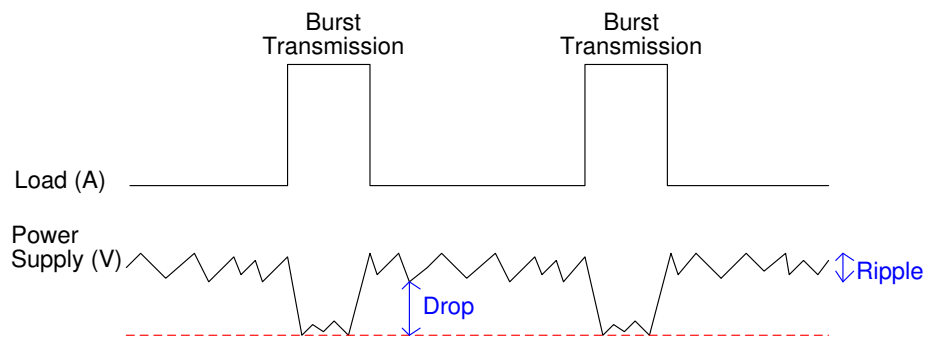 Burst
Transmission
Burst
Transmission
Load (A)
Power
Supply (V)
Ripple
Drop